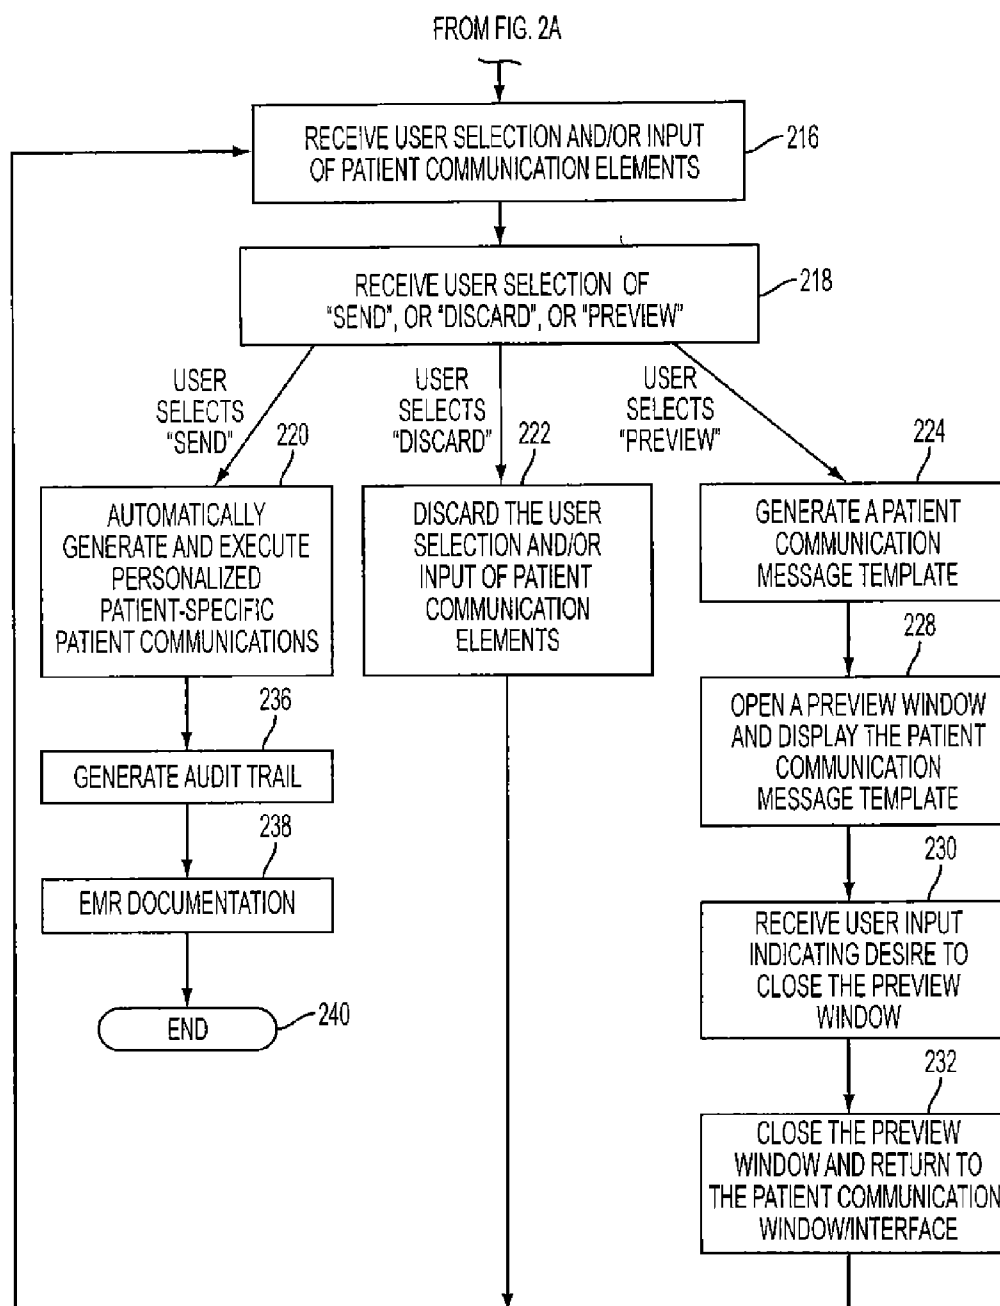 FROM FIG. 2A
RECEIVE USER SELECTION AND/OR INPUT
OF PATIENT COMMUNICATION ELEMENTS
216
RECEIVE USER SELECTION OF
"SEND", OR "DISCARD", OR "PREVIEW"
218
USER
SELECTS
"SEND"
USER
SELECTS
"DISCARD"
USER
SELECTS
"PREVIEW"
220
AUTOMATICALLY
GENERATE AND EXECUTE
PERSONALIZED
PATIENT-SPECIFIC
PATIENT COMMUNICATIONS
222
DISCARD THE USER
SELECTION AND/OR
INPUT OF PATIENT
COMMUNICATION
ELEMENTS
224
GENERATE A PATIENT
COMMUNICATION
MESSAGE TEMPLATE
236
GENERATE AUDIT TRAIL
228
OPEN A PREVIEW WINDOW
AND DISPLAY THE PATIENT
COMMUNICATION
MESSAGE TEMPLATE
238
EMR DOCUMENTATION
230
RECEIVE USER INPUT
INDICATING DESIRE TO
CLOSE THE PREVIEW
WINDOW
END
240
232
CLOSE THE PREVIEW
WINDOW AND RETURN TO
THE PATIENT COMMUNICATION
WINDOW/INTERFACE